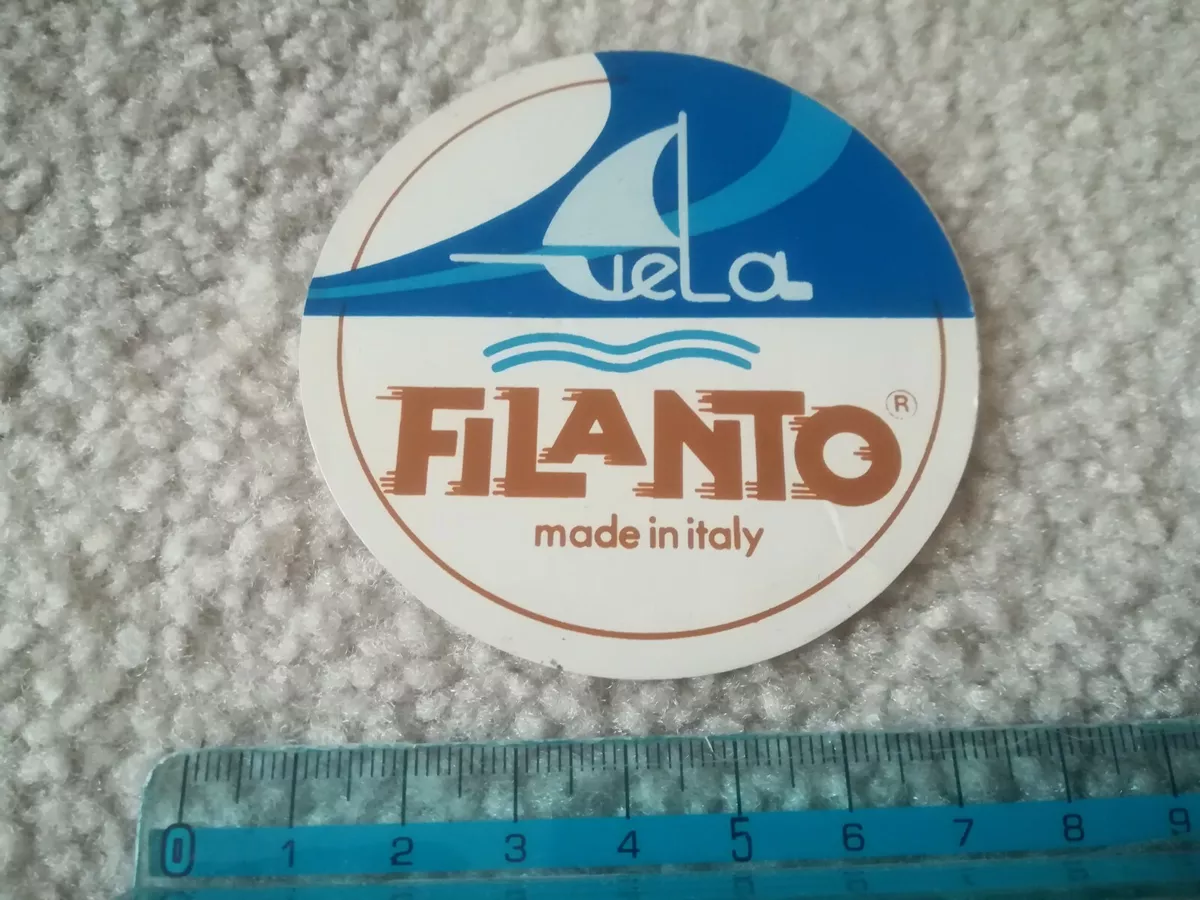 vela
FiLANTO ®
made in italy
0 1 2 3 4 5 6 7 8 9